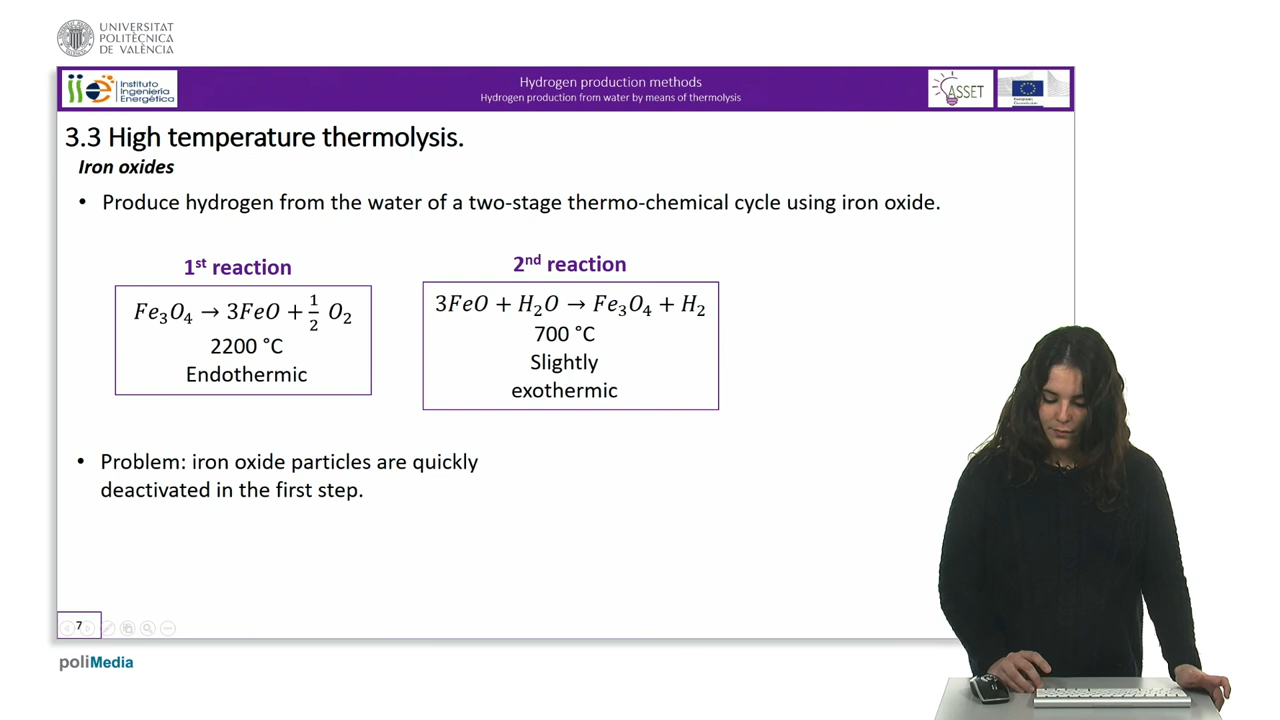 UNIVERSITAT
POLITÈCNICA
DE VALÈNCIA
iie
Instituto
Ingeniería
Energética
Hydrogen production methods
Hydrogen production from water by means of thermolysis
ASSET
3.3 High temperature thermolysis.
Iron oxides
• Produce hydrogen from the water of a two-stage thermo-chemical cycle using iron oxide.
1st reaction
Fe₃O₄ → 3FeO + 1/2 O₂
2200 °C
Endothermic
2nd reaction
3FeO + H₂O → Fe₃O₄ + H₂
700 °C
Slightly
exothermic
• Problem: iron oxide particles are quickly
deactivated in the first step.
7
poliMedia